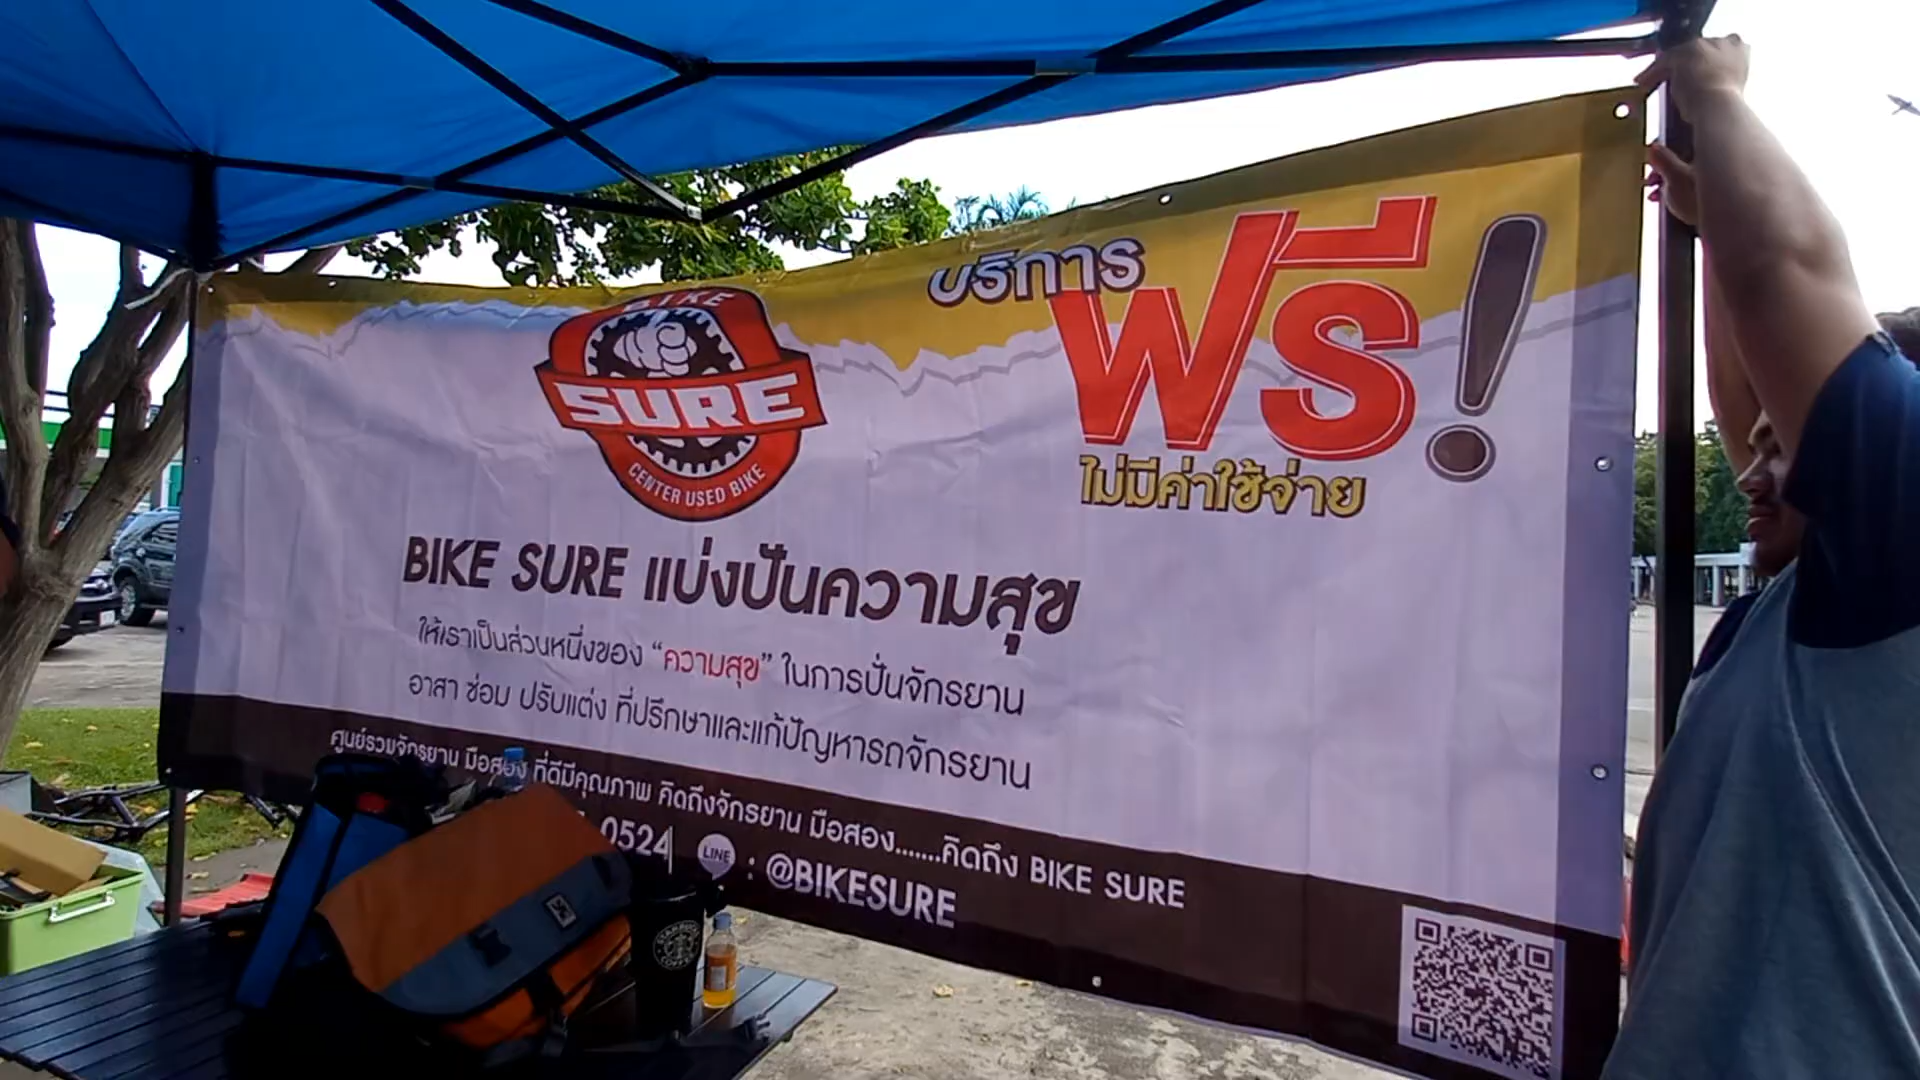 บริการ
ฟรี!
ไม่มีค่าใช้จ่าย
BIKE
SURE
CENTER USED BIKE
BIKE SURE แบ่งปันความสุข
ให้เราเป็นส่วนหนึ่งของ “ความสุข” ในการปั่นจักรยาน
อาสา ซ่อม ปรับแต่ง ที่ปรึกษาและแก้ปัญหารถจักรยาน
ศูนย์รวมจักรยาน มือสอง ที่ดีมีคุณภาพ คิดถึงจักรยาน มือสอง.......คิดถึง BIKE SURE
0524 LINE : @BIKESURE
STARBUCKS
COFFEE